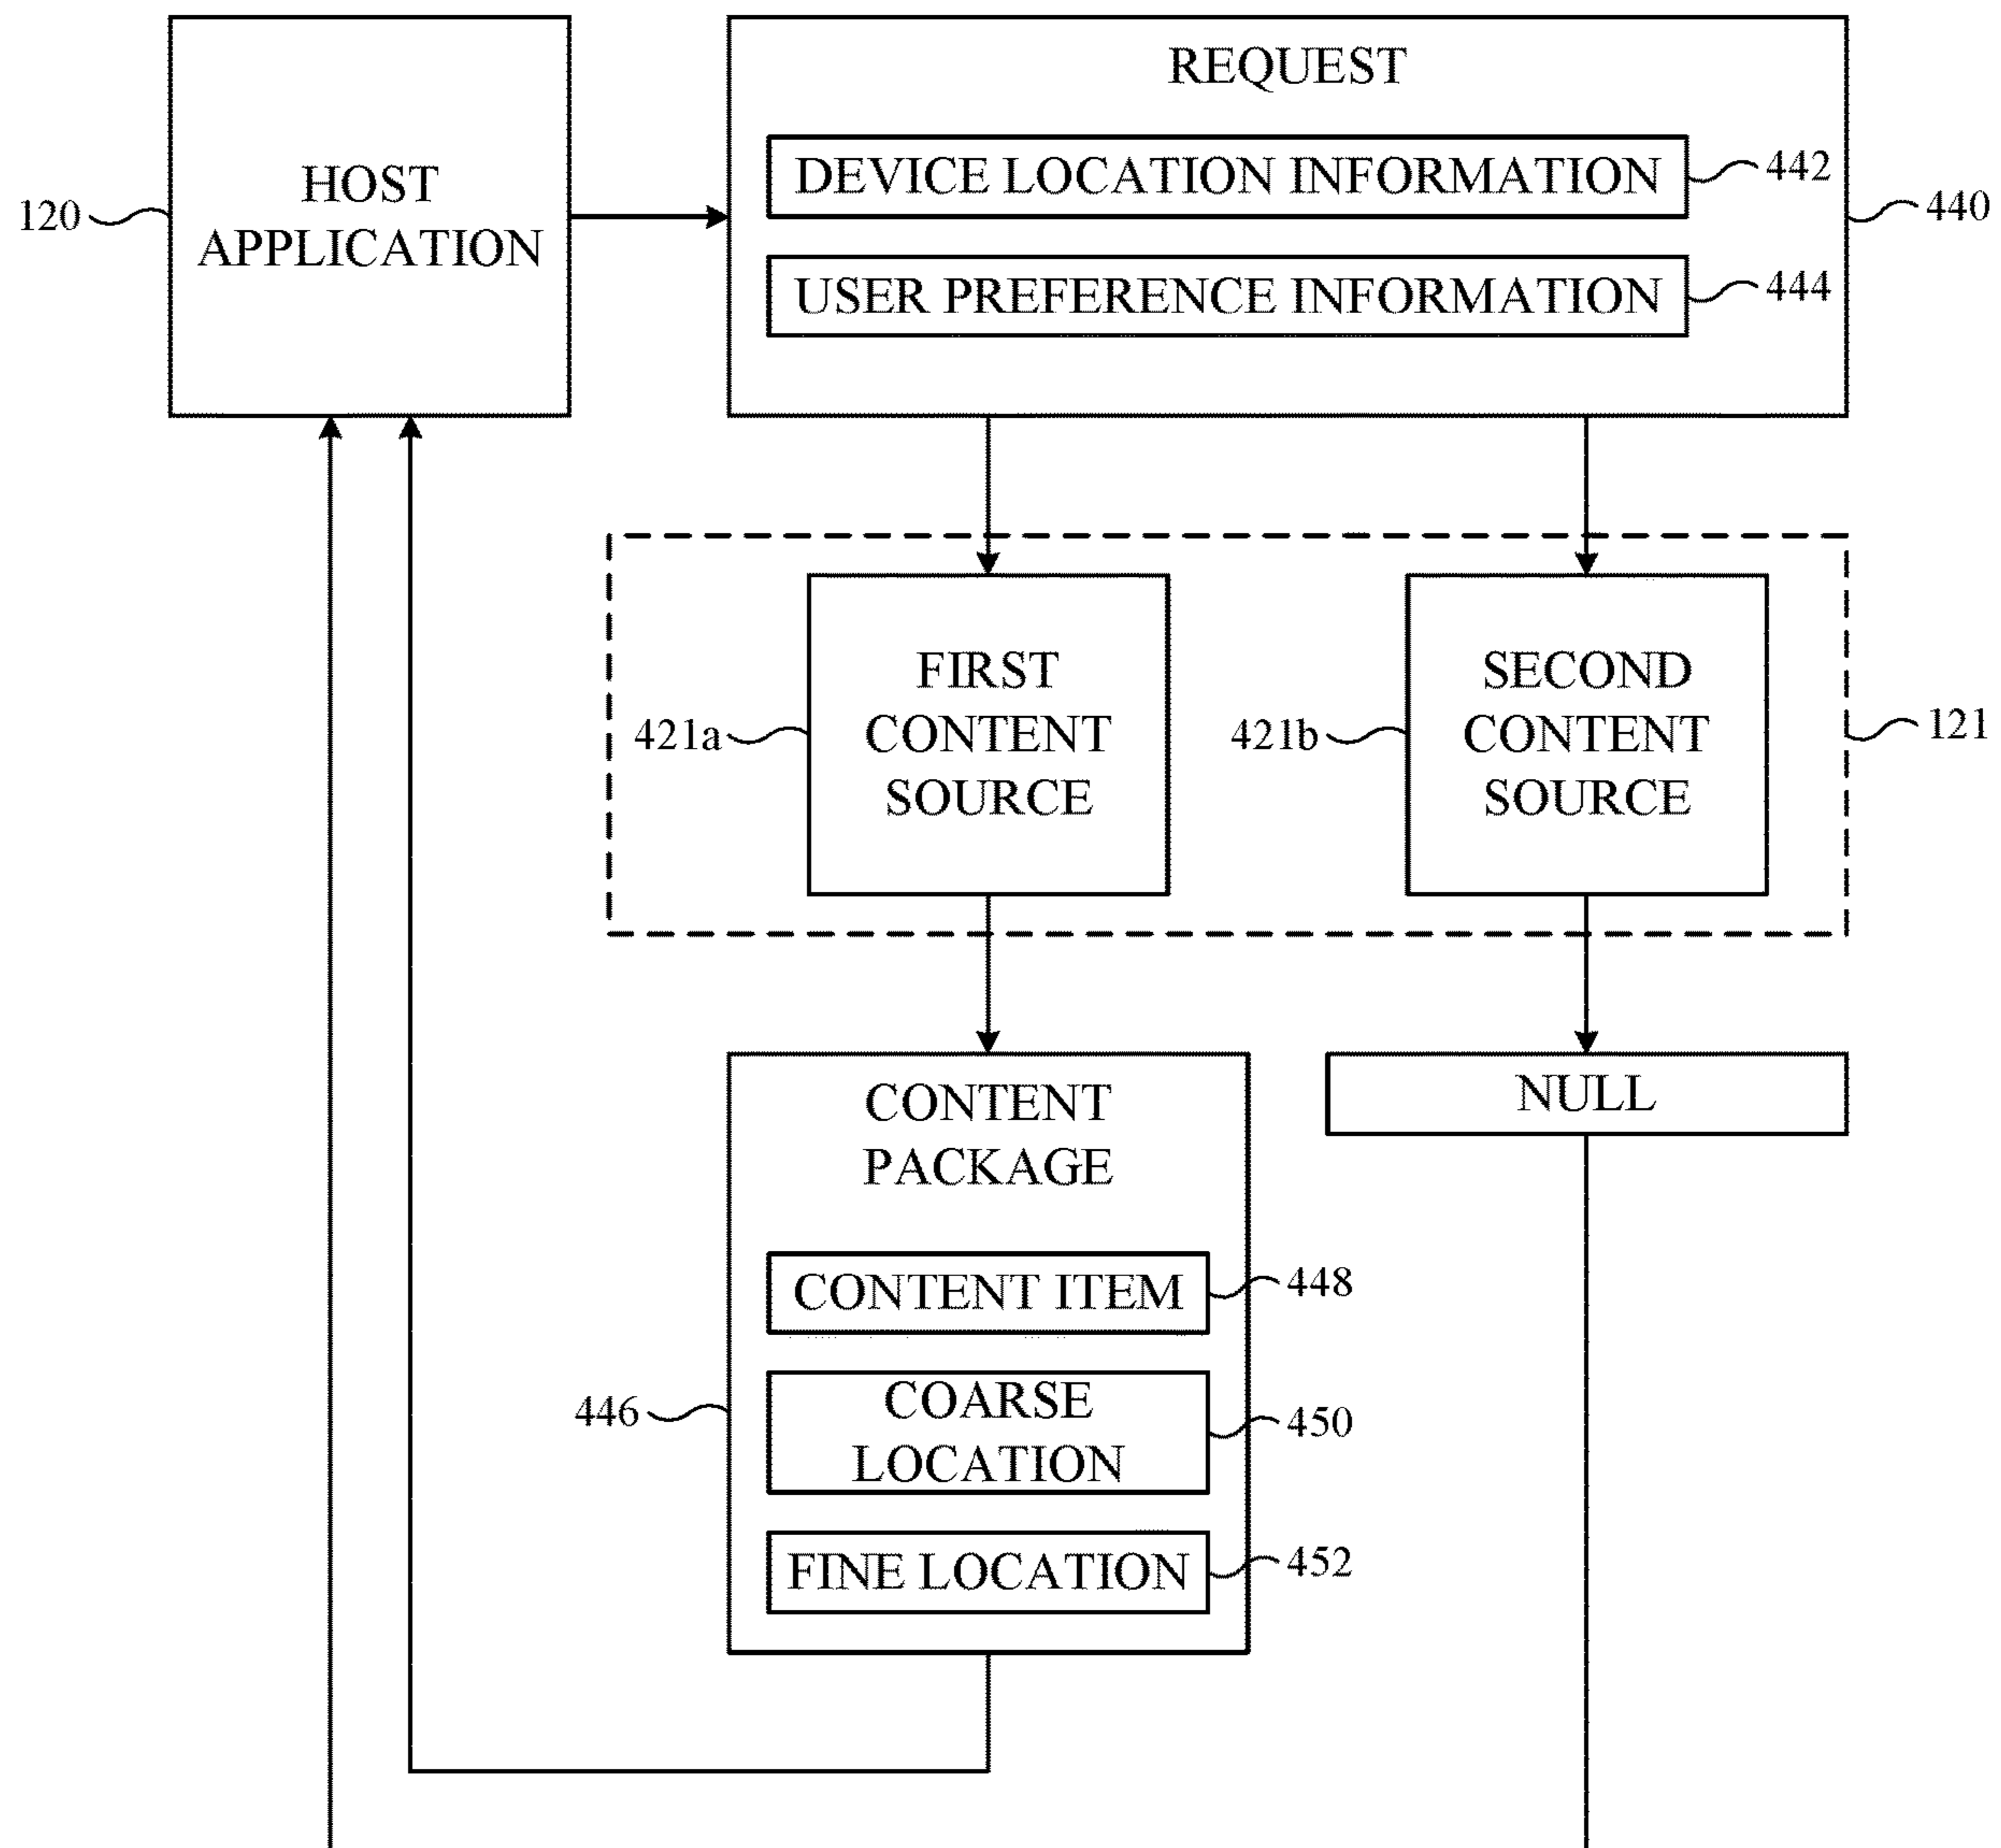 HOST
APPLICATION
120
REQUEST
DEVICE LOCATION INFORMATION
442
USER PREFERENCE INFORMATION
444
440
FIRST
CONTENT
SOURCE
421a
SECOND
CONTENT
SOURCE
421b
121
CONTENT
PACKAGE
CONTENT ITEM
448
COARSE
LOCATION
450
FINE LOCATION
452
446
NULL